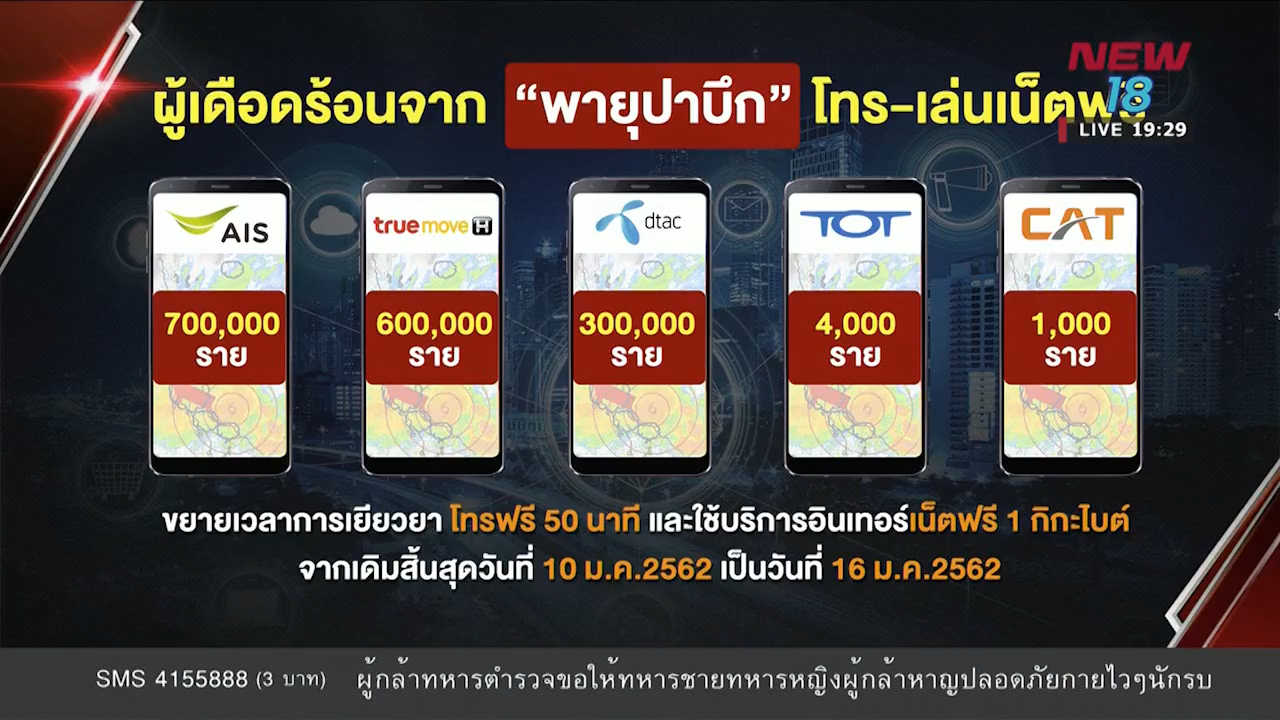 NEW
18
LIVE 19:29
ผู้เดือดร้อนจาก "พายุปาบึก" โทร-เล่นเน็ตฟรี
AIS
700,000
ราย
true move H
600,000
ราย
dtac
300,000
ราย
TOT
4,000
ราย
CAT
1,000
ราย
ขยายเวลาการเยียวยา โทรฟรี 50 นาที และใช้บริการอินเทอร์เน็ตฟรี 1 กิกะไบต์
จากเดิมสิ้นสุดวันที่ 10 ม.ค.2562 เป็นวันที่ 16 ม.ค.2562
SMS 4155888 (3 บาท) ผู้กล้าทหารตำรวจขอให้ทหารชายทหารหญิงผู้กล้าหาญปลอดภัยกายไวๆนักรบ